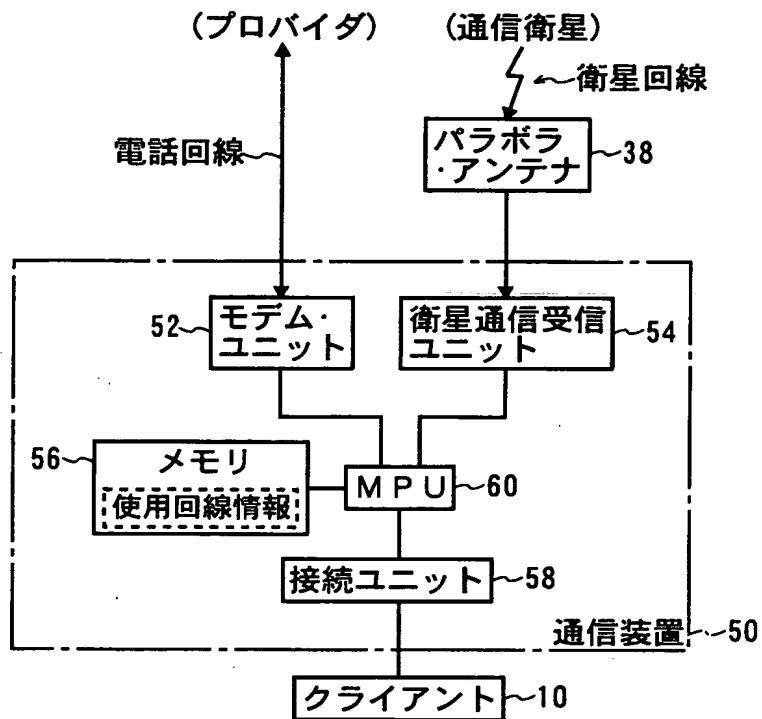 (プロバイダ)
(通信衛星)
衛星回線
電話回線
パラボラ
・アンテナ
38
52
モデム・
ユニット
衛星通信受信
ユニット
54
56
メモリ
使用回線情報
MPU
60
接続ユニット
58
通信装置
50
クライアント
10